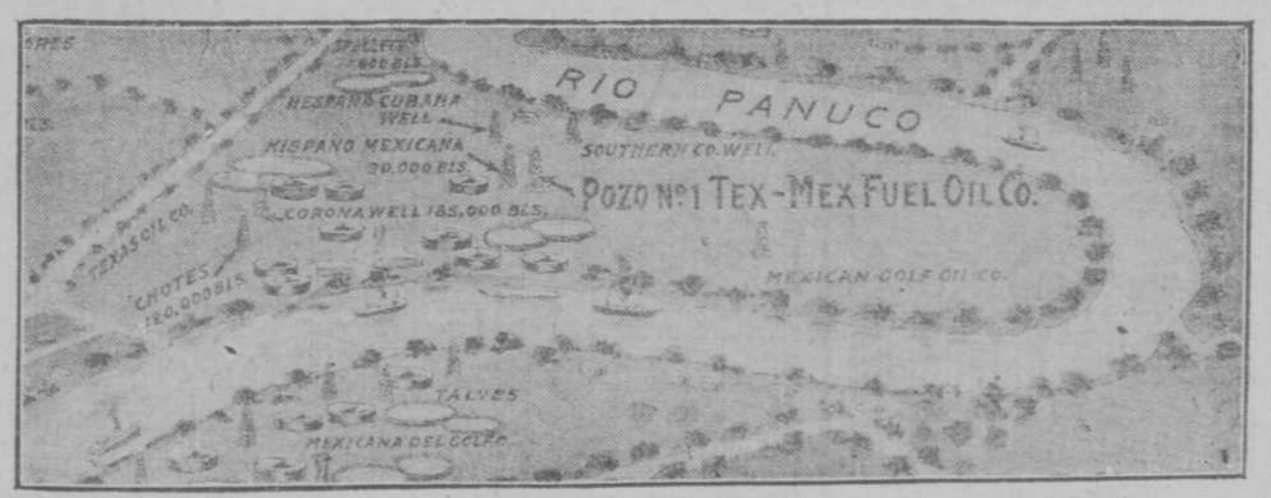 RIO PANUCO
HISPANO CUBANA
WELL
HISPANO MEXICANA
30.000 BLS.
SOUTHERN CO. WELL
POZO Nº 1 TEX-MEX FUEL OIL CO.
CORONA WELL 185.000 BLS.
TEXAS OIL CO.
CHOTES
120.000 BLS.
MEXICAN GOLF OIL CO.
TALVES
MEXICANA DEL GOLFO